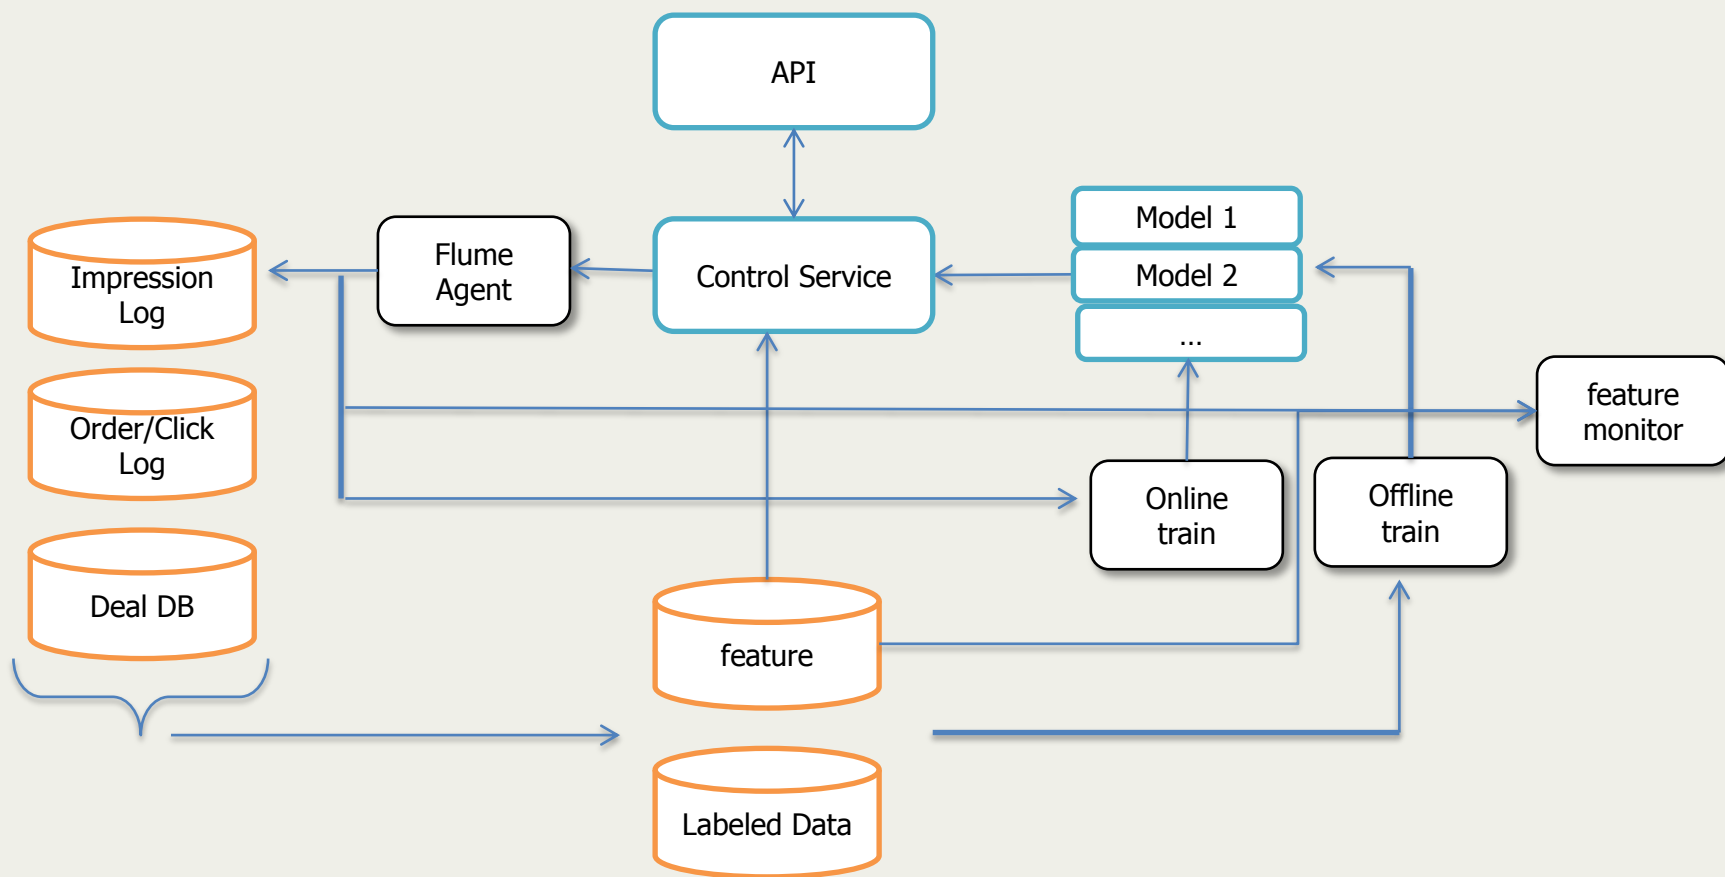 API
Model 1
Flume
Agent
Impression
Log
Control Service
Model 2
...
feature
monitor
Order/Click
Log
Online
train
Offline
train
Deal DB
feature
Labeled Data